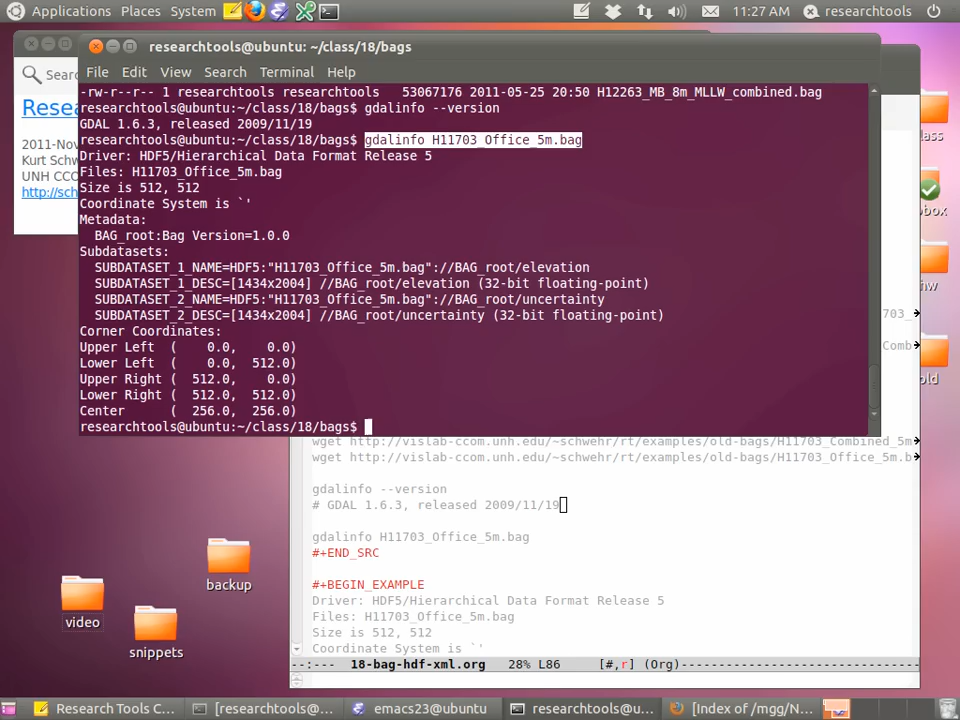 Applications Places System
11:27 AM researchtools
researchtools@ubuntu: ~/class/18/bags
File Edit View Search Terminal Help
-rw-r--r-- 1 researchtools researchtools   53067176 2011-05-25 20:50 H12263_MB_8m_MLLW_combined.bag
researchtools@ubuntu:~/class/18/bags$ gdalinfo --version
GDAL 1.6.3, released 2009/11/19
researchtools@ubuntu:~/class/18/bags$ gdalinfo H11703_Office_5m.bag
Driver: HDF5/Hierarchical Data Format Release 5
Files: H11703_Office_5m.bag
Size is 512, 512
Coordinate System is `'
Metadata:
  BAG_root:Bag Version=1.0.0
Subdatasets:
  SUBDATASET_1_NAME=HDF5:"H11703_Office_5m.bag"://BAG_root/elevation
  SUBDATASET_1_DESC=[1434x2004] //BAG_root/elevation (32-bit floating-point)
  SUBDATASET_2_NAME=HDF5:"H11703_Office_5m.bag"://BAG_root/uncertainty
  SUBDATASET_2_DESC=[1434x2004] //BAG_root/uncertainty (32-bit floating-point)
Corner Coordinates:
Upper Left  (    0.0,    0.0)
Lower Left  (    0.0,  512.0)
Upper Right (  512.0,    0.0)
Lower Right (  512.0,  512.0)
Center      (  256.0,  256.0)
researchtools@ubuntu:~/class/18/bags$
Sear
Resea
2011-Nov
Kurt Schw
UNH CCO
http://sch
ass
box
hw
old
703_
Comb
wget http://vislab-ccom.unh.edu/~schwehr/rt/examples/old-bags/H11703_Combined_5m
wget http://vislab-ccom.unh.edu/~schwehr/rt/examples/old-bags/H11703_Office_5m.b
gdalinfo --version
# GDAL 1.6.3, released 2009/11/19
gdalinfo H11703_Office_5m.bag
#+END_SRC
#+BEGIN_EXAMPLE
Driver: HDF5/Hierarchical Data Format Release 5
Files: H11703_Office_5m.bag
Size is 512, 512
Coordinate System is `'
--:---  18-bag-hdf-xml.org   28% L86    [#,r] (Org)
backup
video
snippets
Research Tools C... [researchtools@... emacs23@ubuntu researchtools@u... [Index of /mgg/N...